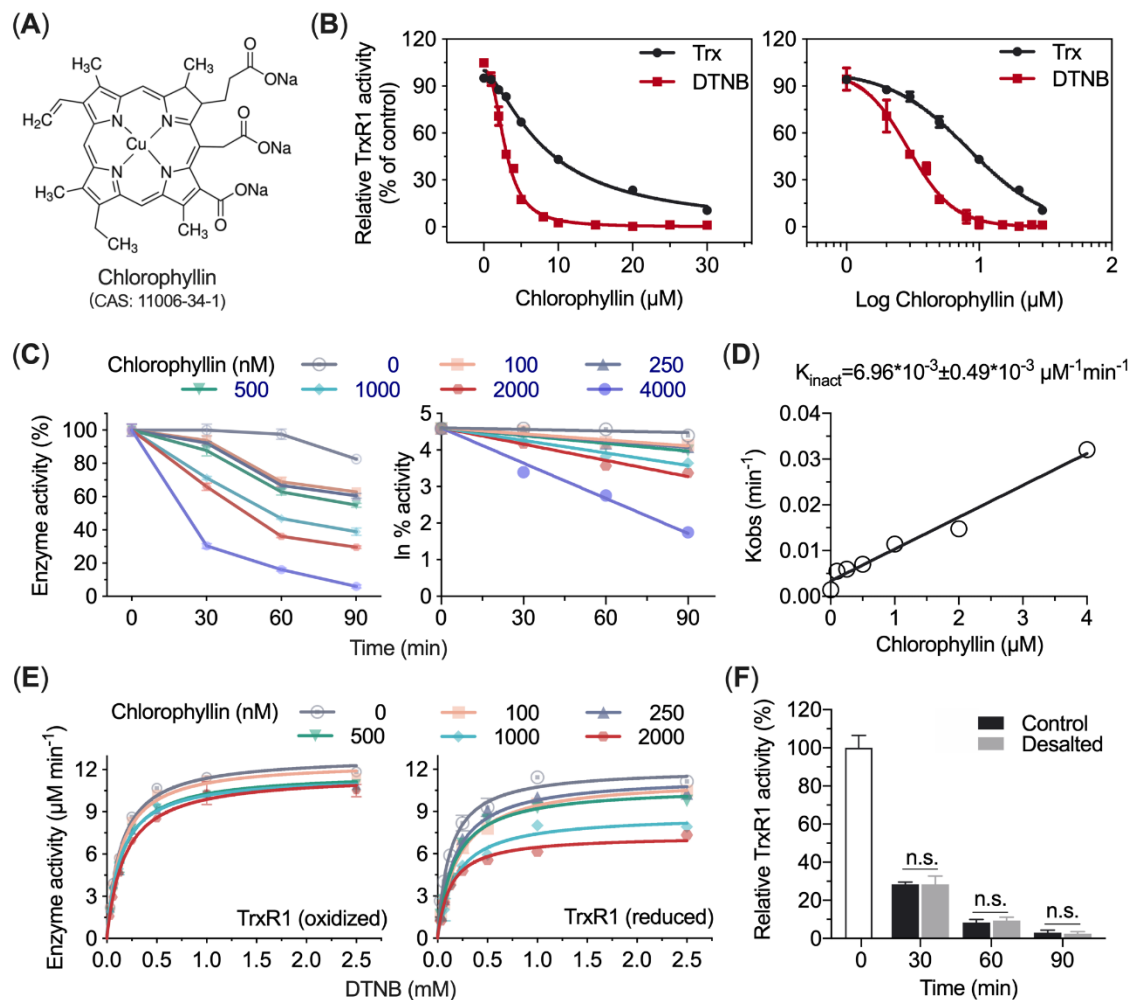 (A)
CH₃
CH₃
H₂C
H₃C
CH₃
CH₃
N
N
N
N
Cu
O
ONa
O
ONa
O
ONa
Chlorophyllin
(CAS: 11006-34-1)
(B)
Relative TrxR1 activity
(% of control)
120
90
60
30
0
0
10
20
30
Chlorophyllin (µM)
Trx
DTNB
120
90
60
30
0
0
1
2
Log Chlorophyllin (µM)
Trx
DTNB
(C)
Chlorophyllin (nM) 0 100 250
500 1000 2000 4000
Enzyme activity (%)
100
80
60
40
20
0
0 30 60 90
ln % activity
5
4
3
2
1
0
0 30 60 90
Time (min)
(D)
Kinact=6.96*10⁻³±0.49*10⁻³ µM⁻¹min⁻¹
Kobs (min⁻¹)
0.04
0.03
0.02
0.01
0.00
0 1 2 3 4
Chlorophyllin (µM)
(E)
Chlorophyllin (nM) 0 100 250
500 1000 2000
Enzyme activity (µM min⁻¹)
12
9
6
3
0
0.0 0.5 1.0 1.5 2.0 2.5
TrxR1 (oxidized)
12
9
6
3
0
0.0 0.5 1.0 1.5 2.0 2.5
TrxR1 (reduced)
DTNB (mM)
(F)
Relative TrxR1 activity (%)
120
100
80
60
40
20
0
Control
Desalted
n.s.
n.s.
n.s.
0 30 60 90
Time (min)